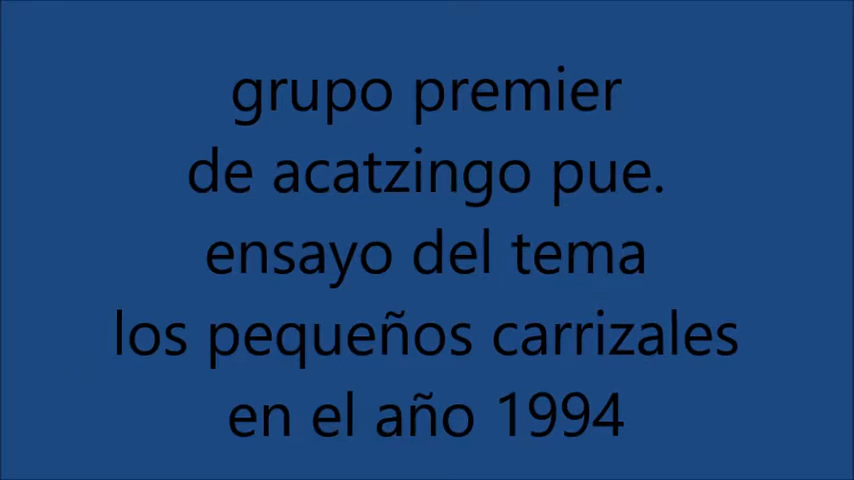 grupo premier
de acatzingo pue.
ensayo del tema
los pequeños carrizales
en el año 1994